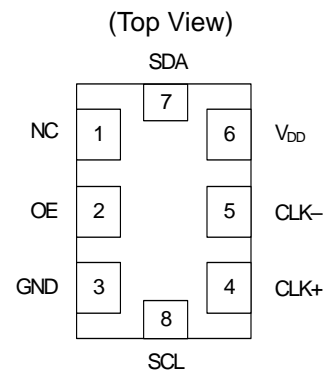 (Top View)
SDA
7
NC 1 6 VDD
OE 2 5 CLK–
GND 3 4 CLK+
8
SCL